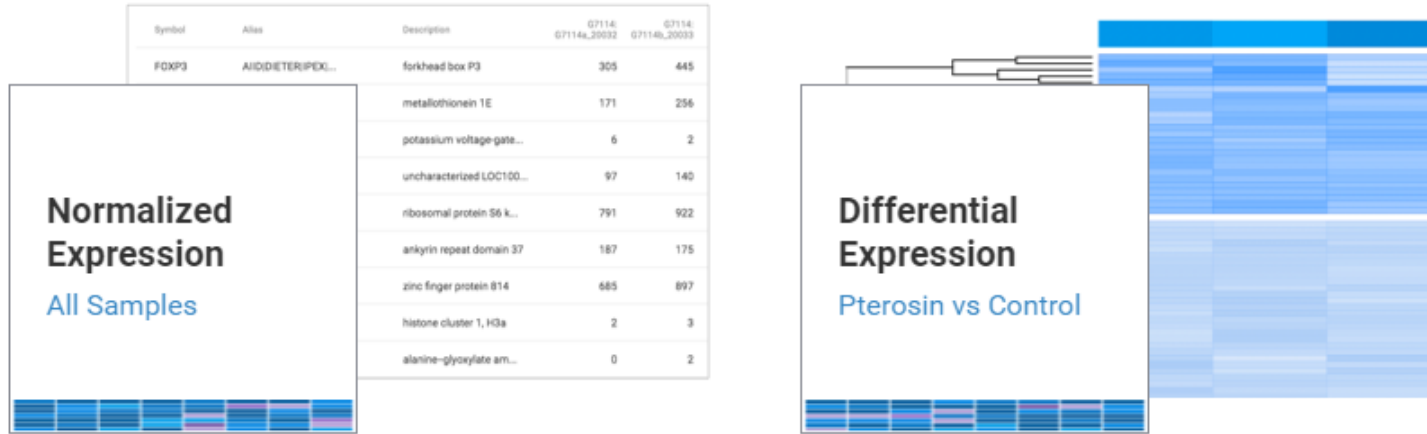 Symbol Alias Description G7114: G7114a_20032 G7114: G7114b_20033
FOXP3 AIID|DIETER|IPEX|... forkhead box P3 305 445
metallothionein 1E 171 256
potassium voltage-gate... 6 2
uncharacterized LOC100... 97 140
ribosomal protein S6 k... 791 922
ankyrin repeat domain 37 187 175
zinc finger protein 814 685 897
histone cluster 1, H3a 2 3
alanine--glyoxylate am... 0 2
Normalized
Expression
All Samples
Differential
Expression
Pterosin vs Control